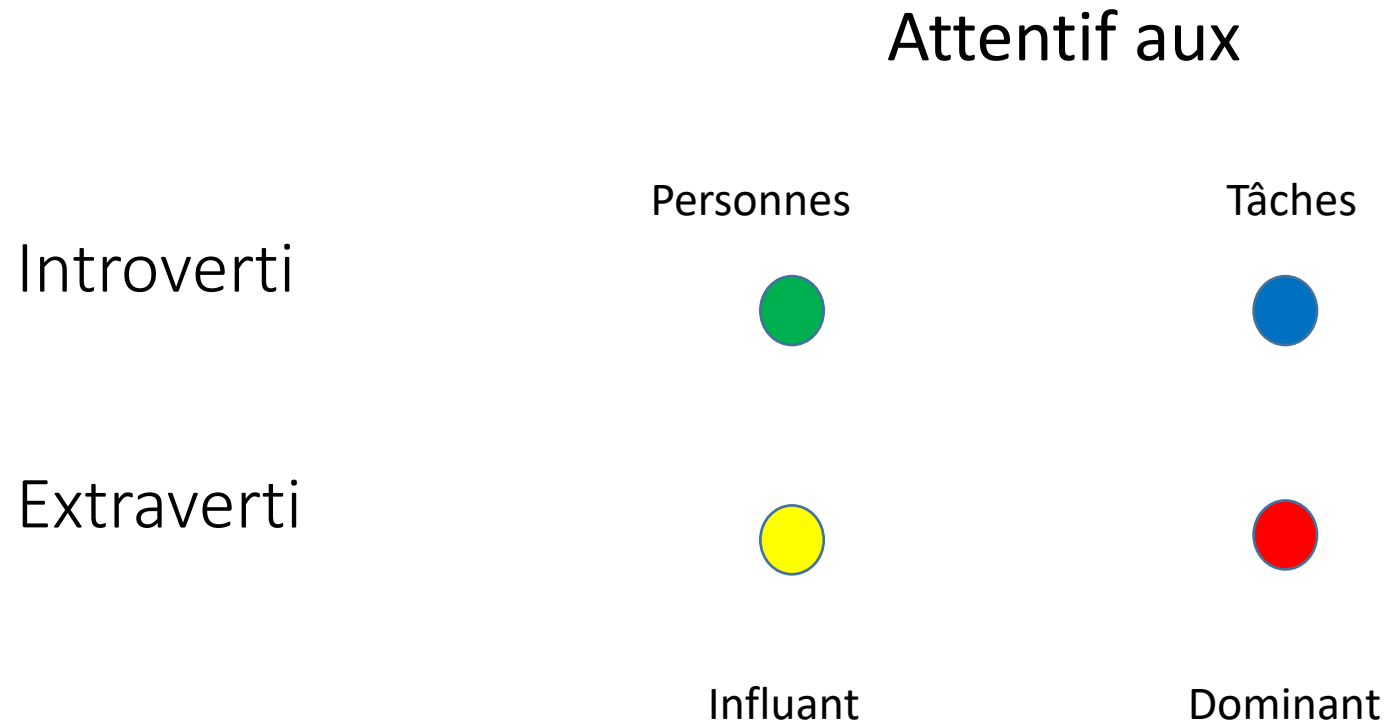 Attentif aux
Personnes Tâches
Introverti
Extraverti
Influant Dominant